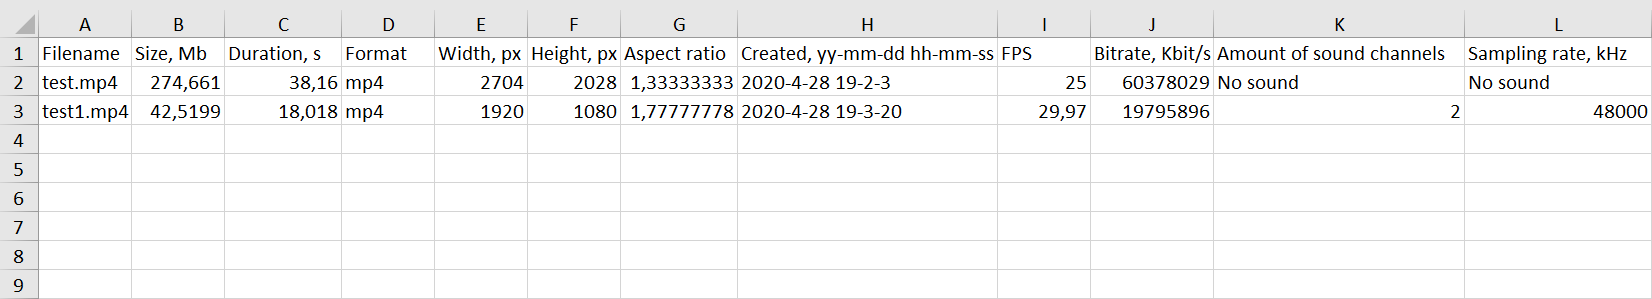 A B C D E F G H I J K L
1 Filename Size, Mb Duration, s Format Width, px Height, px Aspect ratio Created, yy-mm-dd hh-mm-ss FPS Bitrate, Kbit/s Amount of sound channels Sampling rate, kHz
2 test.mp4 274,661 38,16 mp4 2704 2028 1,33333333 2020-4-28 19-2-3 25 60378029 No sound No sound
3 test1.mp4 42,5199 18,018 mp4 1920 1080 1,77777778 2020-4-28 19-3-20 29,97 19795896 2 48000
4
5
6
7
8
9